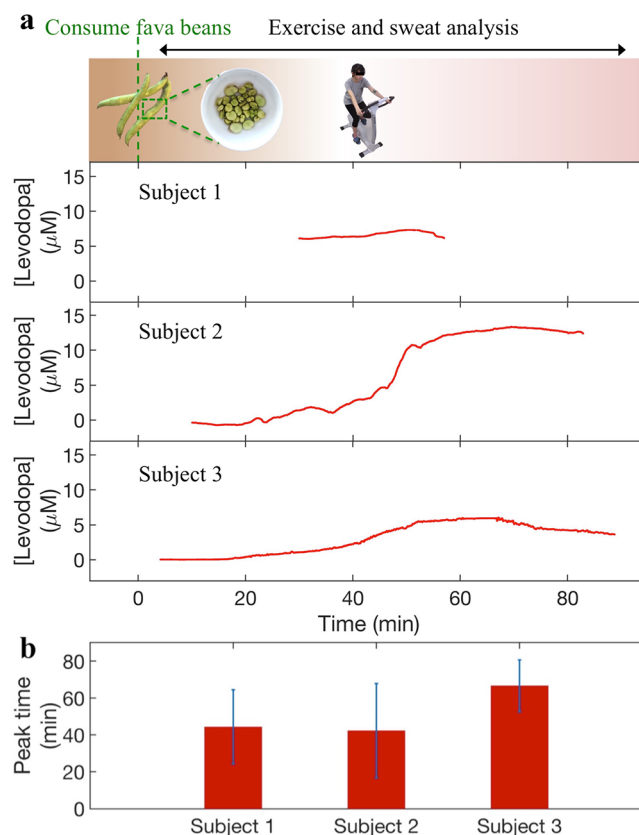 a
Consume fava beans
Exercise and sweat analysis
15
10
5
0
[Levodopa]
(μM)
Subject 1
15
10
5
0
[Levodopa]
(μM)
Subject 2
15
10
5
0
[Levodopa]
(μM)
Subject 3
0 20 40 60 80
Time (min)
b
80
60
40
20
0
Peak time
(min)
Subject 1 Subject 2 Subject 3